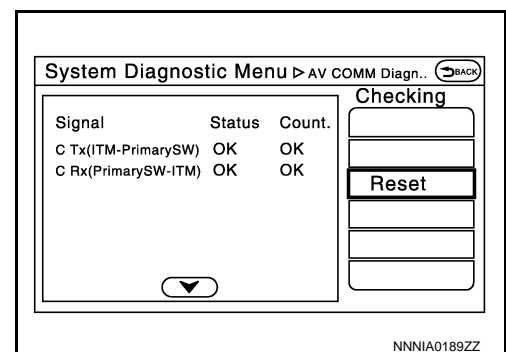 System Diagnostic Menu ▷ AV COMM Diagn.. BACK
Checking
Signal Status Count.
C Tx(ITM-PrimarySW) OK OK
C Rx(PrimarySW-ITM) OK OK
Reset
NNNIA0189ZZ